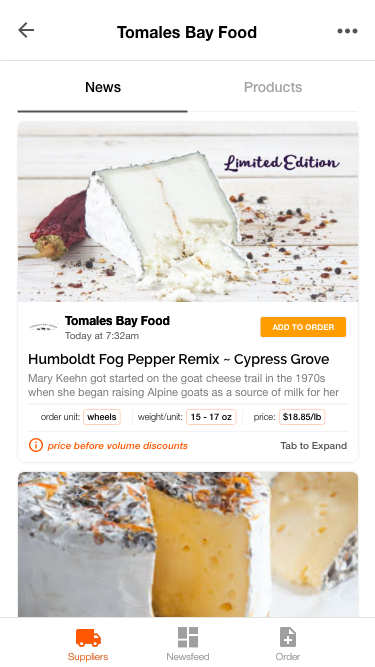 Tomales Bay Food
News
Products
Limited Edition
Tomales Bay Food
Today at 7:32am
ADD TO ORDER
Humboldt Fog Pepper Remix ~ Cypress Grove
Mary Keehn got started on the goat cheese trail in the 1970s
when she began raising Alpine goats as a source of milk for her
order unit: wheels weight/unit: 15 - 17 oz price: $18.85/lb
price before volume discounts
Tab to Expand
Suppliers
Newsfeed
Order